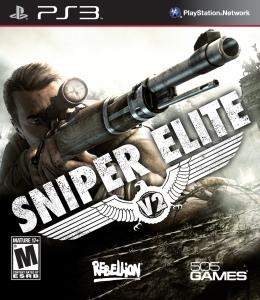 PS3
PlayStation®Network
SNIPER ELITE
V2
MATURE 17+
M
ESRB
REBELLION
505
GAMES